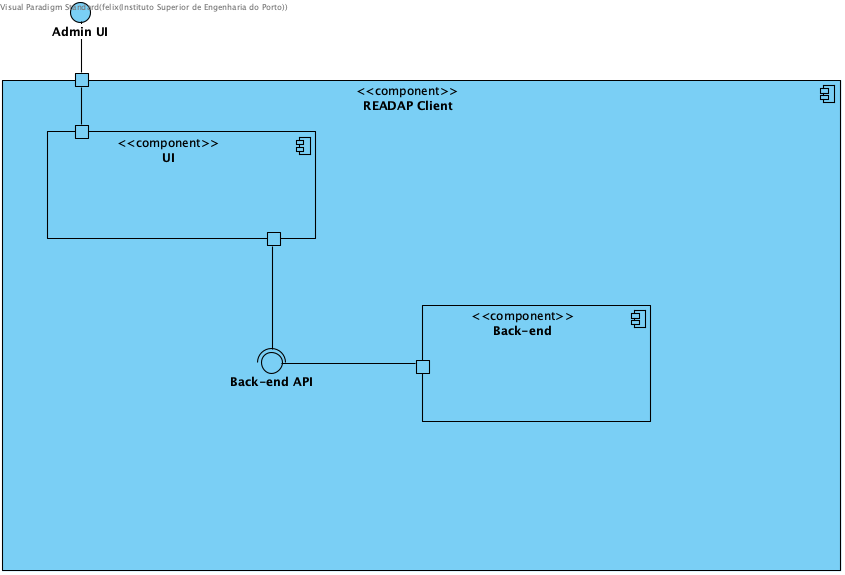 Visual Paradigm Standard(felix(Instituto Superior de Engenharia do Porto))
Admin UI
<<component>>
READAP Client
<<component>>
UI
<<component>>
Back-end
Back-end API